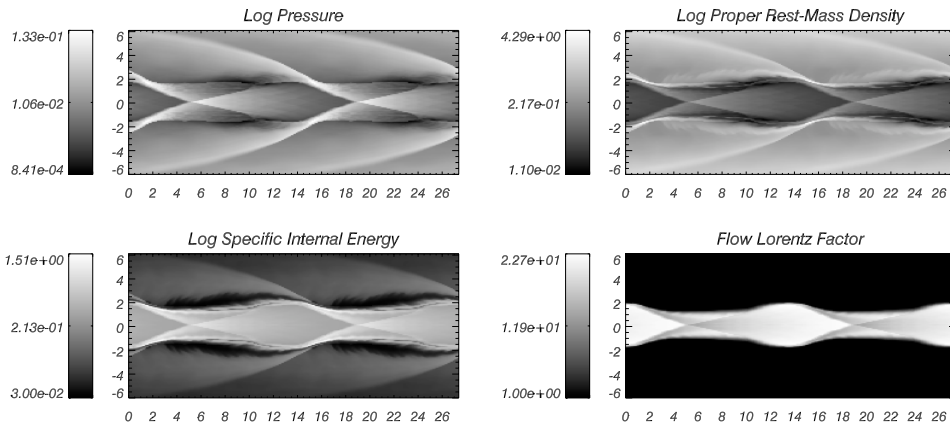 Log Pressure
1.33e-01
1.06e-02
8.41e-04
6
4
2
0
-2
-4
-6
0 2 4 6 8 10 12 14 16 18 20 22 24 26
Log Proper Rest-Mass Density
4.29e+00
2.17e-01
1.10e-02
6
4
2
0
-2
-4
-6
0 2 4 6 8 10 12 14 16 18 20 22 24 26
Log Specific Internal Energy
1.51e+00
2.13e-01
3.00e-02
6
4
2
0
-2
-4
-6
0 2 4 6 8 10 12 14 16 18 20 22 24 26
Flow Lorentz Factor
2.27e+01
1.19e+01
1.00e+00
6
4
2
0
-2
-4
-6
0 2 4 6 8 10 12 14 16 18 20 22 24 26